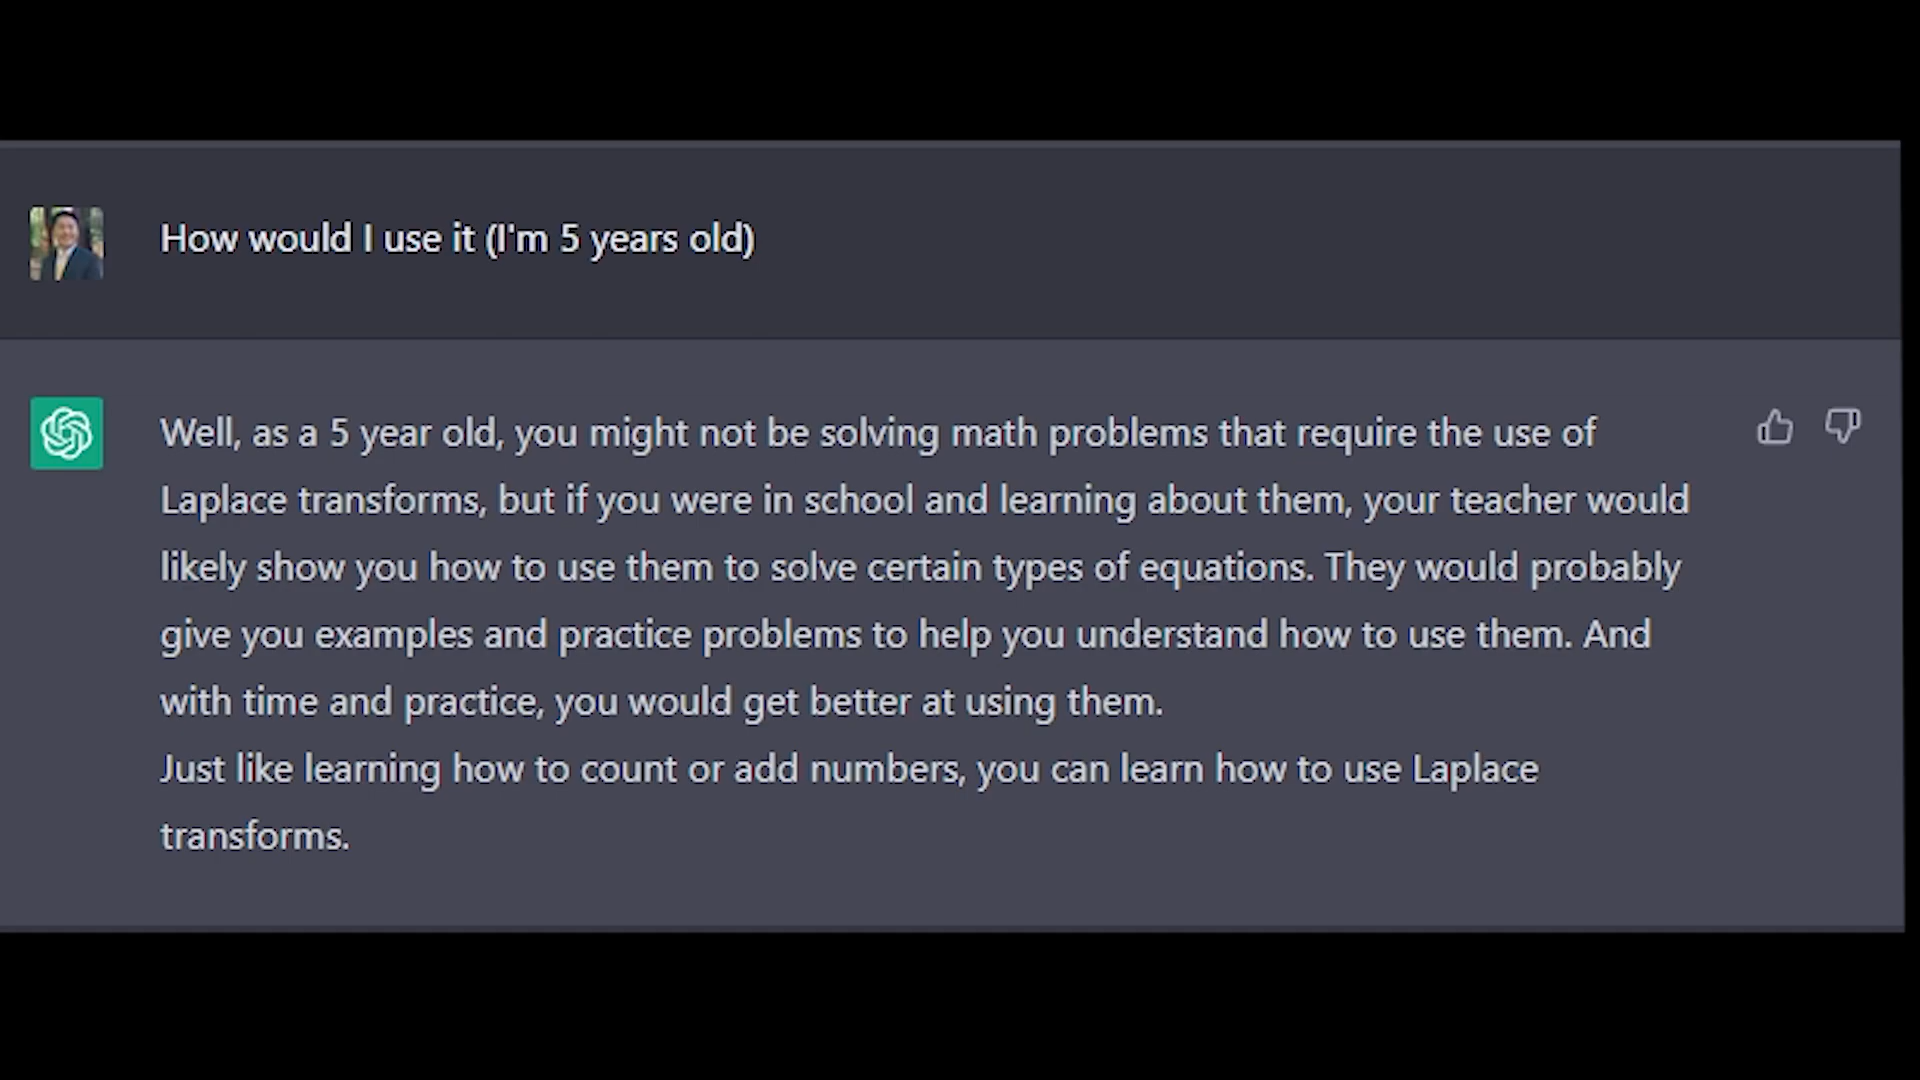 How would I use it (I'm 5 years old)
Well, as a 5 year old, you might not be solving math problems that require the use of
Laplace transforms, but if you were in school and learning about them, your teacher would
likely show you how to use them to solve certain types of equations. They would probably
give you examples and practice problems to help you understand how to use them. And
with time and practice, you would get better at using them.
Just like learning how to count or add numbers, you can learn how to use Laplace
transforms.